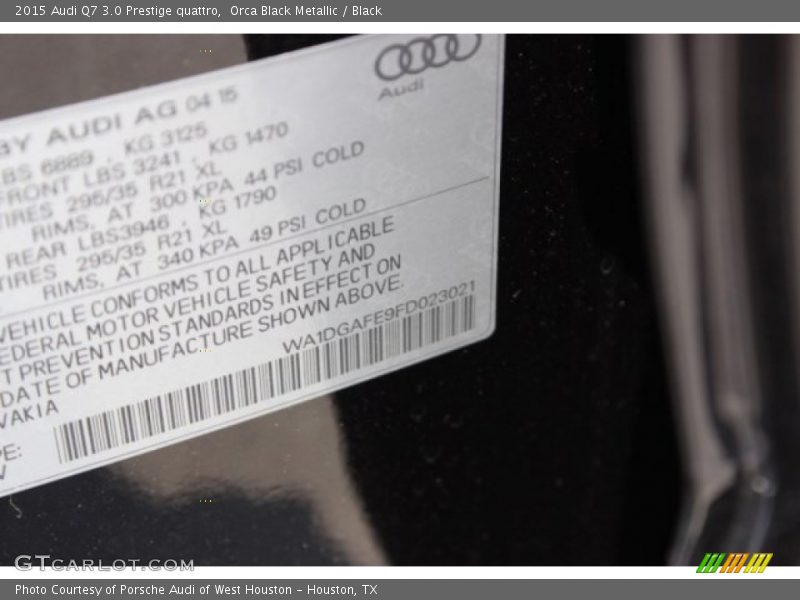 2015 Audi Q7 3.0 Prestige quattro,  Orca Black Metallic / Black
Audi
BY AUDI AG 04 15
LBS 6889 , KG 3125
FRONT LBS 3241 , KG 1470
TIRES 295/35 R21 XL
RIMS, AT 300 KPA 44 PSI COLD
REAR LBS3946 , KG 1790
TIRES 295/35 R21 XL
RIMS, AT 340 KPA 49 PSI COLD
VEHICLE CONFORMS TO ALL APPLICABLE
FEDERAL MOTOR VEHICLE SAFETY AND
T PREVENTION STANDARDS IN EFFECT ON
DATE OF MANUFACTURE SHOWN ABOVE.
WA1DGAFE9FD023021
VAKIA
PE:
GTCARLOT.COM
Photo Courtesy of Porsche Audi of West Houston - Houston, TX